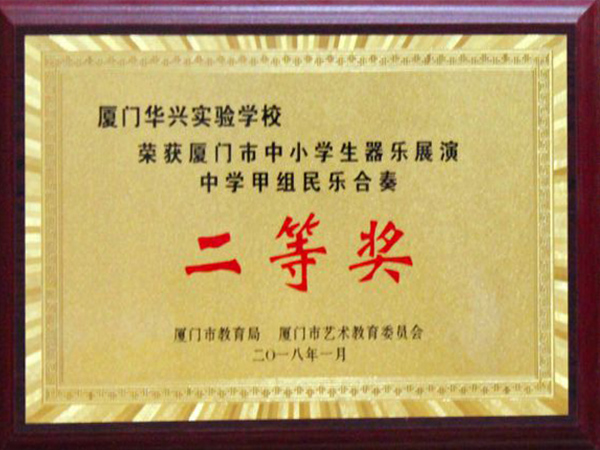 厦门华兴实验学校
荣获厦门市中小学生器乐展演
中学甲组民乐合奏
二等奖
厦门市教育局 厦门市艺术教育委员会
二〇一八年一月